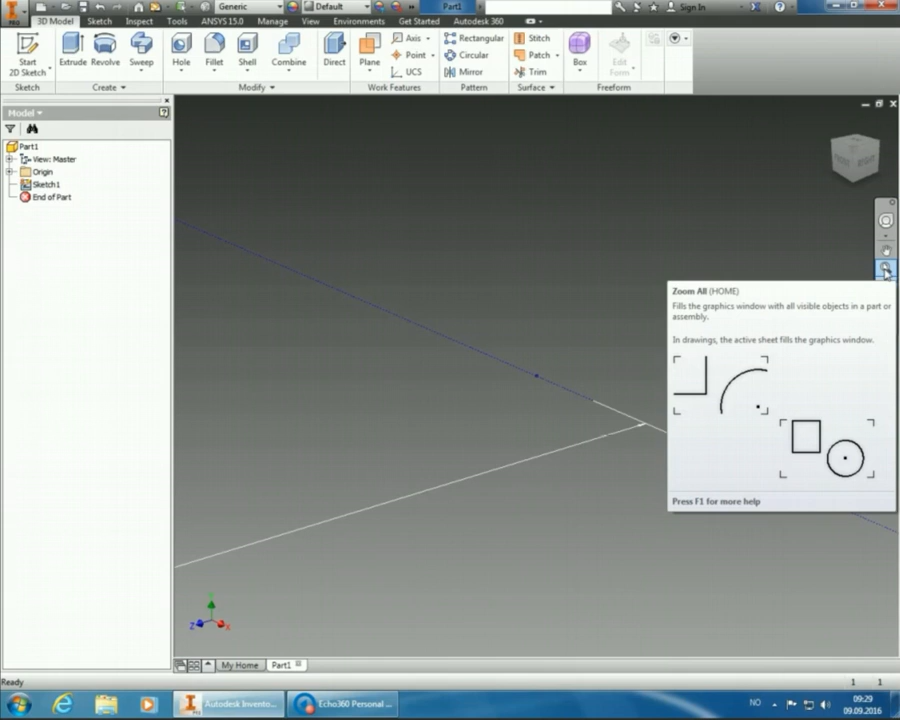 Generic
Default
Part1
Sign In
PRO
3D Model
Sketch
Inspect
Tools
ANSYS 15.0
Manage
View
Environments
Get Started
Autodesk 360
Start
2D Sketch
Extrude
Revolve
Sweep
Hole
Fillet
Shell
Combine
Direct
Plane
Axis
Point
UCS
Rectangular
Circular
Mirror
Stitch
Patch
Trim
Box
Edit
Form
Sketch
Create
Modify
Work Features
Pattern
Surface
Freeform
Model
Part1
View: Master
Origin
Sketch1
End of Part
Zoom All (HOME)
Fills the graphics window with all visible objects in a part or
assembly.
In drawings, the active sheet fills the graphics window.
Press F1 for more help
Y
Z
X
My Home
Part1
Ready
1 1
Autodesk Invento...
Echo360 Personal ...
NO
09:29
09.09.2016